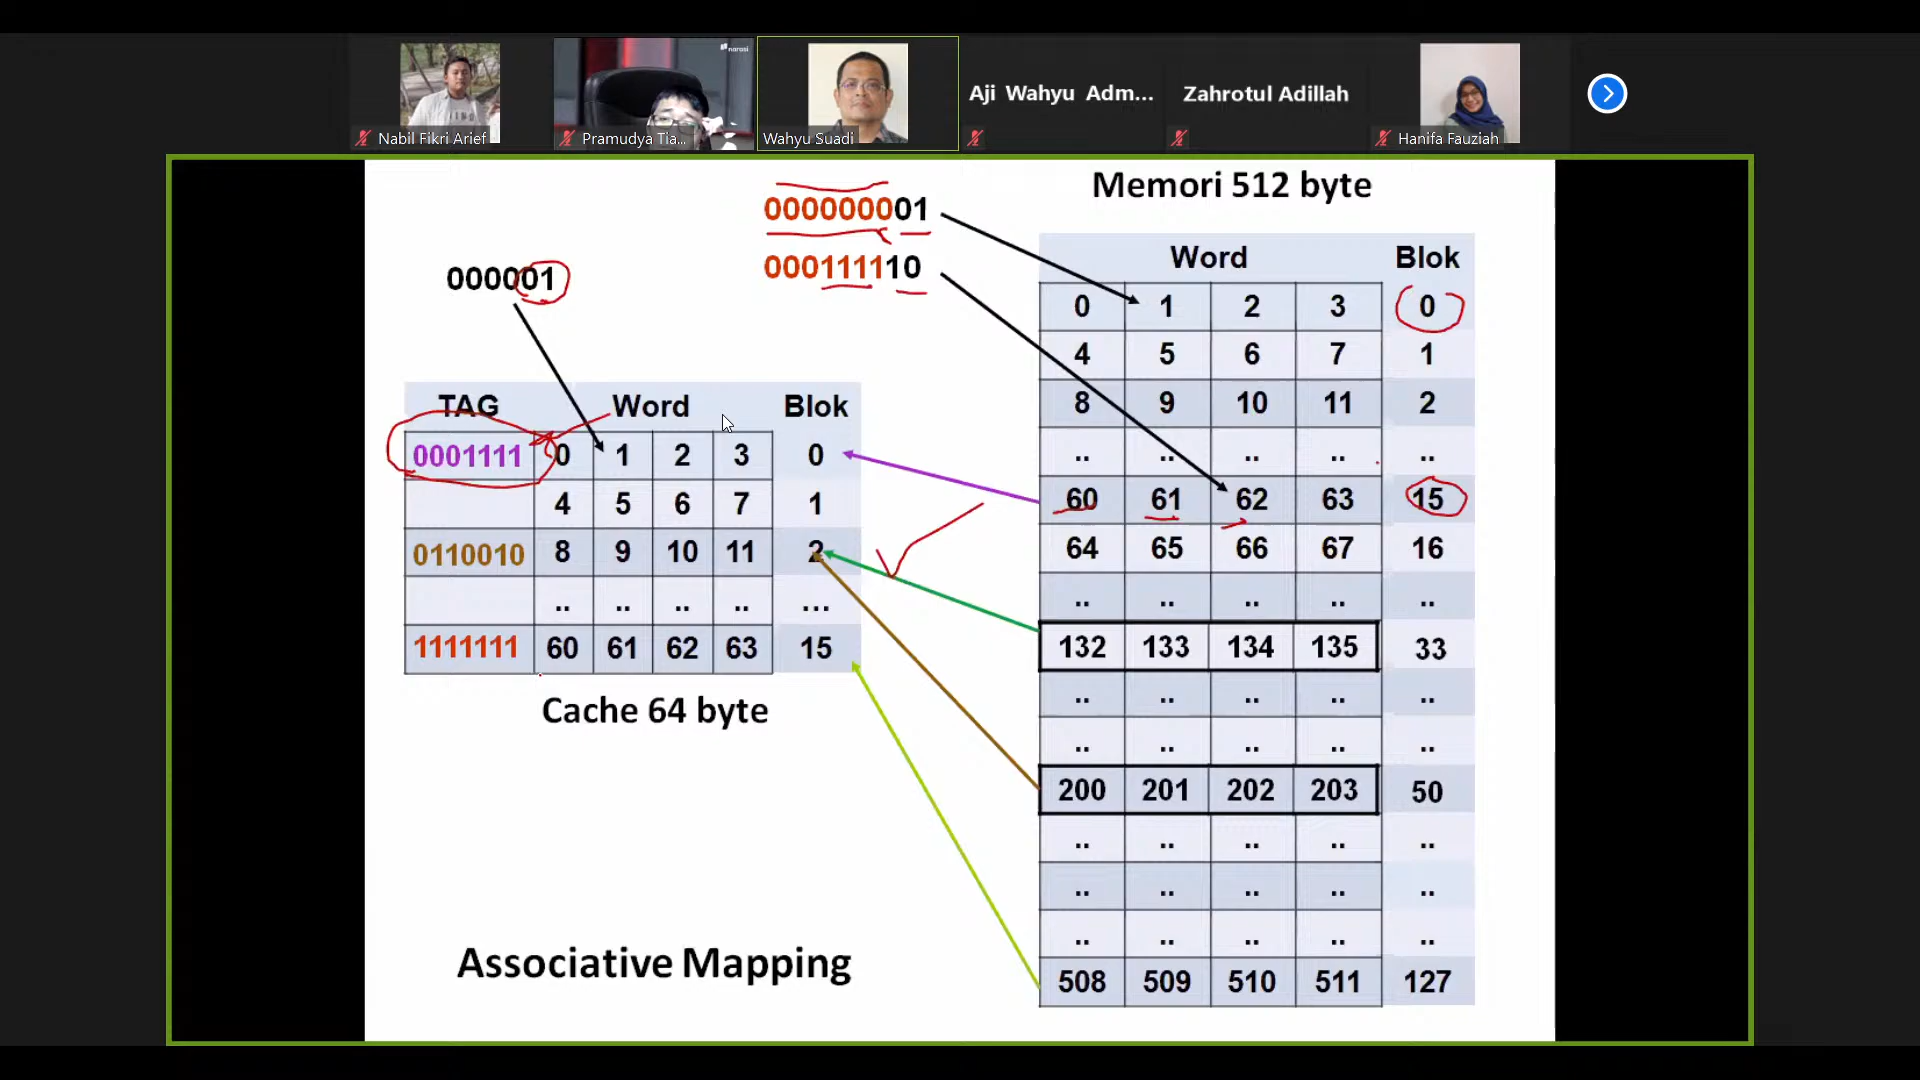 narasi
Nabil Fikri Arief
Pramudya Tia...
Wahyu Suadi
Aji Wahyu Adm...
Zahrotul Adillah
Hanifa Fauziah
Memori 512 byte
000000001
000111110
000001
Word Blok
0 1 2 3 0
4 5 6 7 1
8 9 10 11 2
.. .. .. .. ..
60 61 62 63 15
64 65 66 67 16
.. .. .. .. ..
132 133 134 135 33
.. .. .. .. ..
.. .. .. .. ..
200 201 202 203 50
.. .. .. .. ..
.. .. .. .. ..
.. .. .. .. ..
508 509 510 511 127
TAG Word Blok
0001111 0 1 2 3 0
4 5 6 7 1
0110010 8 9 10 11 2
.. .. .. .. ...
1111111 60 61 62 63 15
Cache 64 byte
Associative Mapping